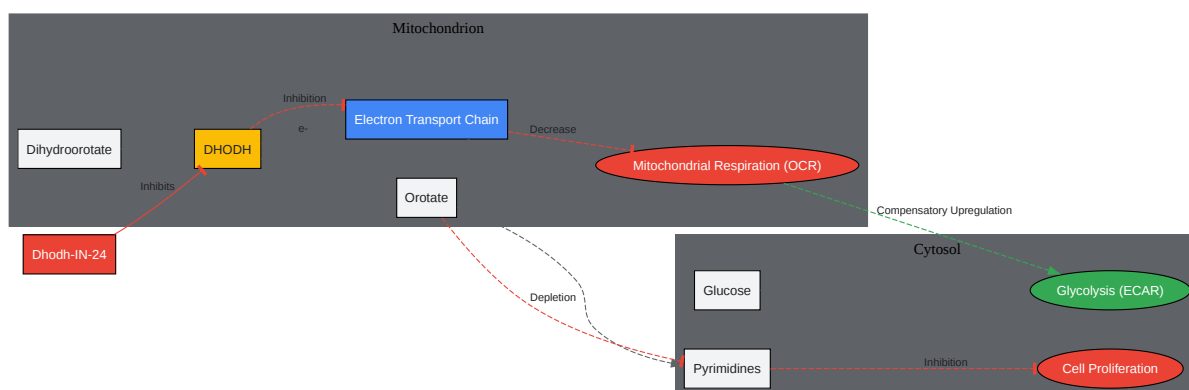 Mitochondrion
Inhibition
e-
Electron Transport Chain
Decrease
Dihydroorotate
DHODH
Mitochondrial Respiration (OCR)
Inhibits
Orotate
Compensatory Upregulation
Dhodh-IN-24
Cytosol
Glucose
Glycolysis (ECAR)
Depletion
Pyrimidines
Inhibition
Cell Proliferation